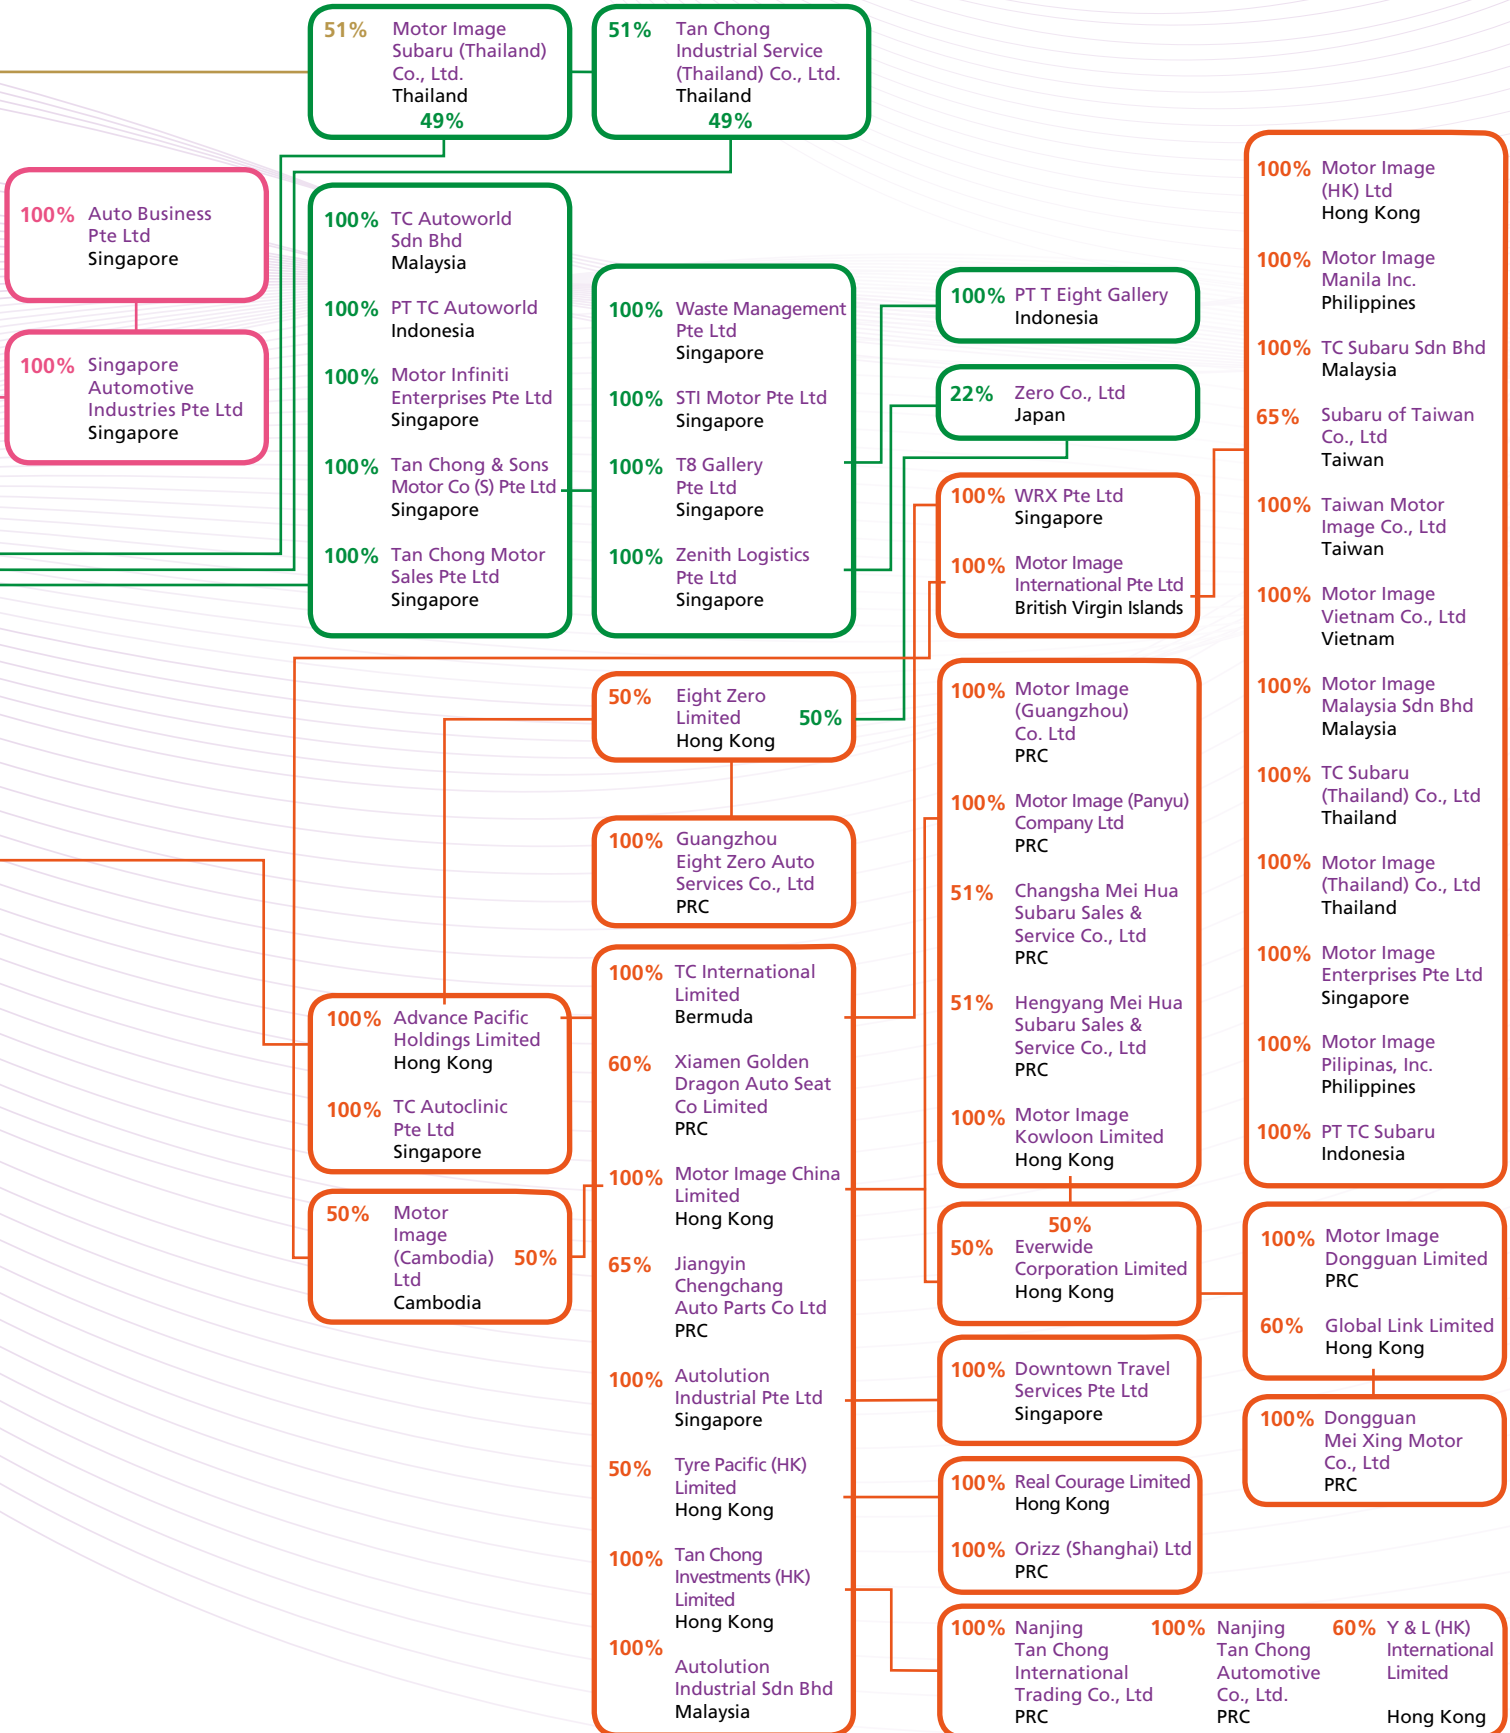 51%
Motor Image
Subaru (Thailand)
Co., Ltd.
Thailand
49%
51%
Tan Chong
Industrial Service
(Thailand) Co., Ltd.
Thailand
49%
100%
Auto Business
Pte Ltd
Singapore
100%
Singapore
Automotive
Industries Pte Ltd
Singapore
100%
TC Autoworld
Sdn Bhd
Malaysia
100%
PT TC Autoworld
Indonesia
100%
Motor Infiniti
Enterprises Pte Ltd
Singapore
100%
Tan Chong & Sons
Motor Co (S) Pte Ltd
Singapore
100%
Tan Chong Motor
Sales Pte Ltd
Singapore
100%
Waste Management
Pte Ltd
Singapore
100%
STI Motor Pte Ltd
Singapore
100%
T8 Gallery
Pte Ltd
Singapore
100%
Zenith Logistics
Pte Ltd
Singapore
100%
PT T Eight Gallery
Indonesia
22%
Zero Co., Ltd
Japan
100%
WRX Pte Ltd
Singapore
100%
Motor Image
International Pte Ltd
British Virgin Islands
100%
Motor Image
(HK) Ltd
Hong Kong
100%
Motor Image
Manila Inc.
Philippines
100%
TC Subaru Sdn Bhd
Malaysia
65%
Subaru of Taiwan
Co., Ltd
Taiwan
100%
Taiwan Motor
Image Co., Ltd
Taiwan
100%
Motor Image
Vietnam Co., Ltd
Vietnam
100%
Motor Image
Malaysia Sdn Bhd
Malaysia
100%
TC Subaru
(Thailand) Co., Ltd
Thailand
100%
Motor Image
(Thailand) Co., Ltd
Thailand
100%
Motor Image
Enterprises Pte Ltd
Singapore
100%
Motor Image
Pilipinas, Inc.
Philippines
100%
PT TC Subaru
Indonesia
50%
Eight Zero
Limited
Hong Kong
50%
100%
Guangzhou
Eight Zero Auto
Services Co., Ltd
PRC
100%
Motor Image
(Guangzhou)
Co. Ltd
PRC
100%
Motor Image (Panyu)
Company Ltd
PRC
51%
Changsha Mei Hua
Subaru Sales &
Service Co., Ltd
PRC
51%
Hengyang Mei Hua
Subaru Sales &
Service Co., Ltd
PRC
100%
Motor Image
Kowloon Limited
Hong Kong
100%
Advance Pacific
Holdings Limited
Hong Kong
100%
TC Autoclinic
Pte Ltd
Singapore
50%
Motor
Image
(Cambodia)
Ltd
Cambodia
50%
100%
TC International
Limited
Bermuda
60%
Xiamen Golden
Dragon Auto Seat
Co Limited
PRC
100%
Motor Image China
Limited
Hong Kong
65%
Jiangyin
Chengchang
Auto Parts Co Ltd
PRC
100%
Autolution
Industrial Pte Ltd
Singapore
50%
Tyre Pacific (HK)
Limited
Hong Kong
100%
Tan Chong
Investments (HK)
Limited
Hong Kong
100%
Autolution
Industrial Sdn Bhd
Malaysia
50%
50%
Everwide
Corporation Limited
Hong Kong
100%
Motor Image
Dongguan Limited
PRC
60%
Global Link Limited
Hong Kong
100%
Dongguan
Mei Xing Motor
Co., Ltd
PRC
100%
Downtown Travel
Services Pte Ltd
Singapore
100%
Real Courage Limited
Hong Kong
100%
Orizz (Shanghai) Ltd
PRC
100%
Nanjing
Tan Chong
International
Trading Co., Ltd
PRC
100%
Nanjing
Tan Chong
Automotive
Co., Ltd.
PRC
60%
Y & L (HK)
International
Limited
Hong Kong